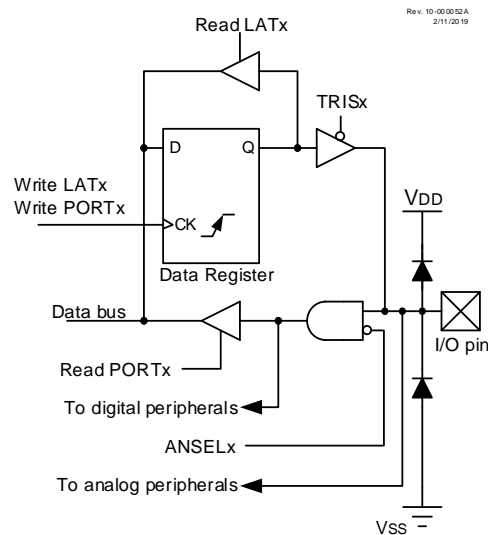 Rev. 10-000052A
2/11/2019
Read LATx
TRISx
D
Q
Write LATx
Write PORTx
CK
VDD
Data Register
Data bus
I/O pin
Read PORTx
To digital peripherals
ANSELx
To analog peripherals
VSS